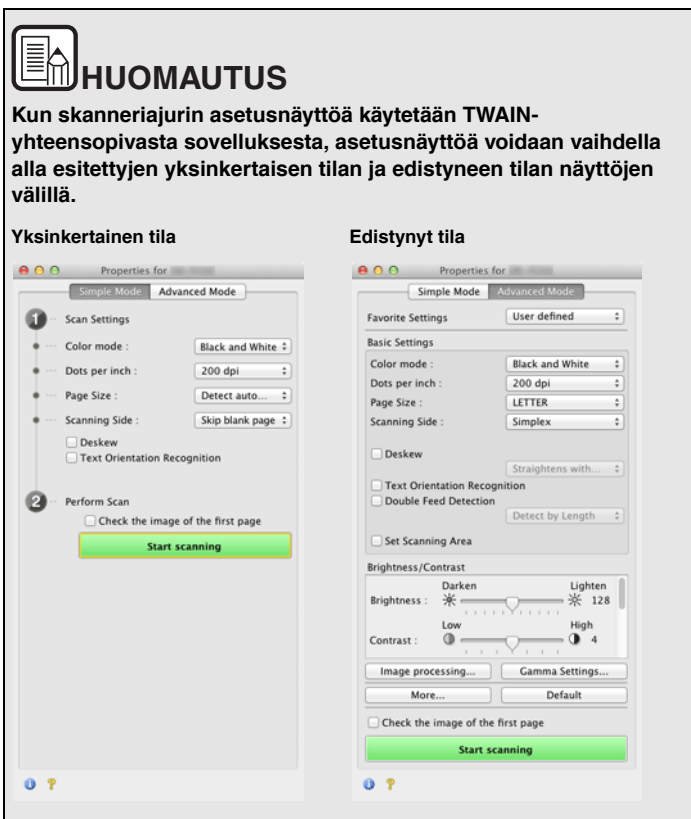 HUOMAUTUS
Kun skanneriajurin asetusnäyttöä käytetään TWAIN-
yhteensopivasta sovelluksesta, asetusnäyttöä voidaan vaihdella
alla esitettyjen yksinkertaisen tilan ja edistyneen tilan näyttöjen
välillä.
Yksinkertainen tila
Properties for
Simple Mode Advanced Mode
1 Scan Settings
Color mode : Black and White
Dots per inch : 200 dpi
Page Size : Detect auto...
Scanning Side : Skip blank page
Deskew
Text Orientation Recognition
2 Perform Scan
Check the image of the first page
Start scanning
Edistynyt tila
Properties for
Simple Mode Advanced Mode
Favorite Settings User defined
Basic Settings
Color mode : Black and White
Dots per inch : 200 dpi
Page Size : LETTER
Scanning Side : Simplex
Deskew
Straightens with...
Text Orientation Recognition
Double Feed Detection
Detect by Length
Set Scanning Area
Brightness/Contrast
Darken Lighten
Brightness : 128
Low High
Contrast : 4
Image processing... Gamma Settings...
More... Default
Check the image of the first page
Start scanning